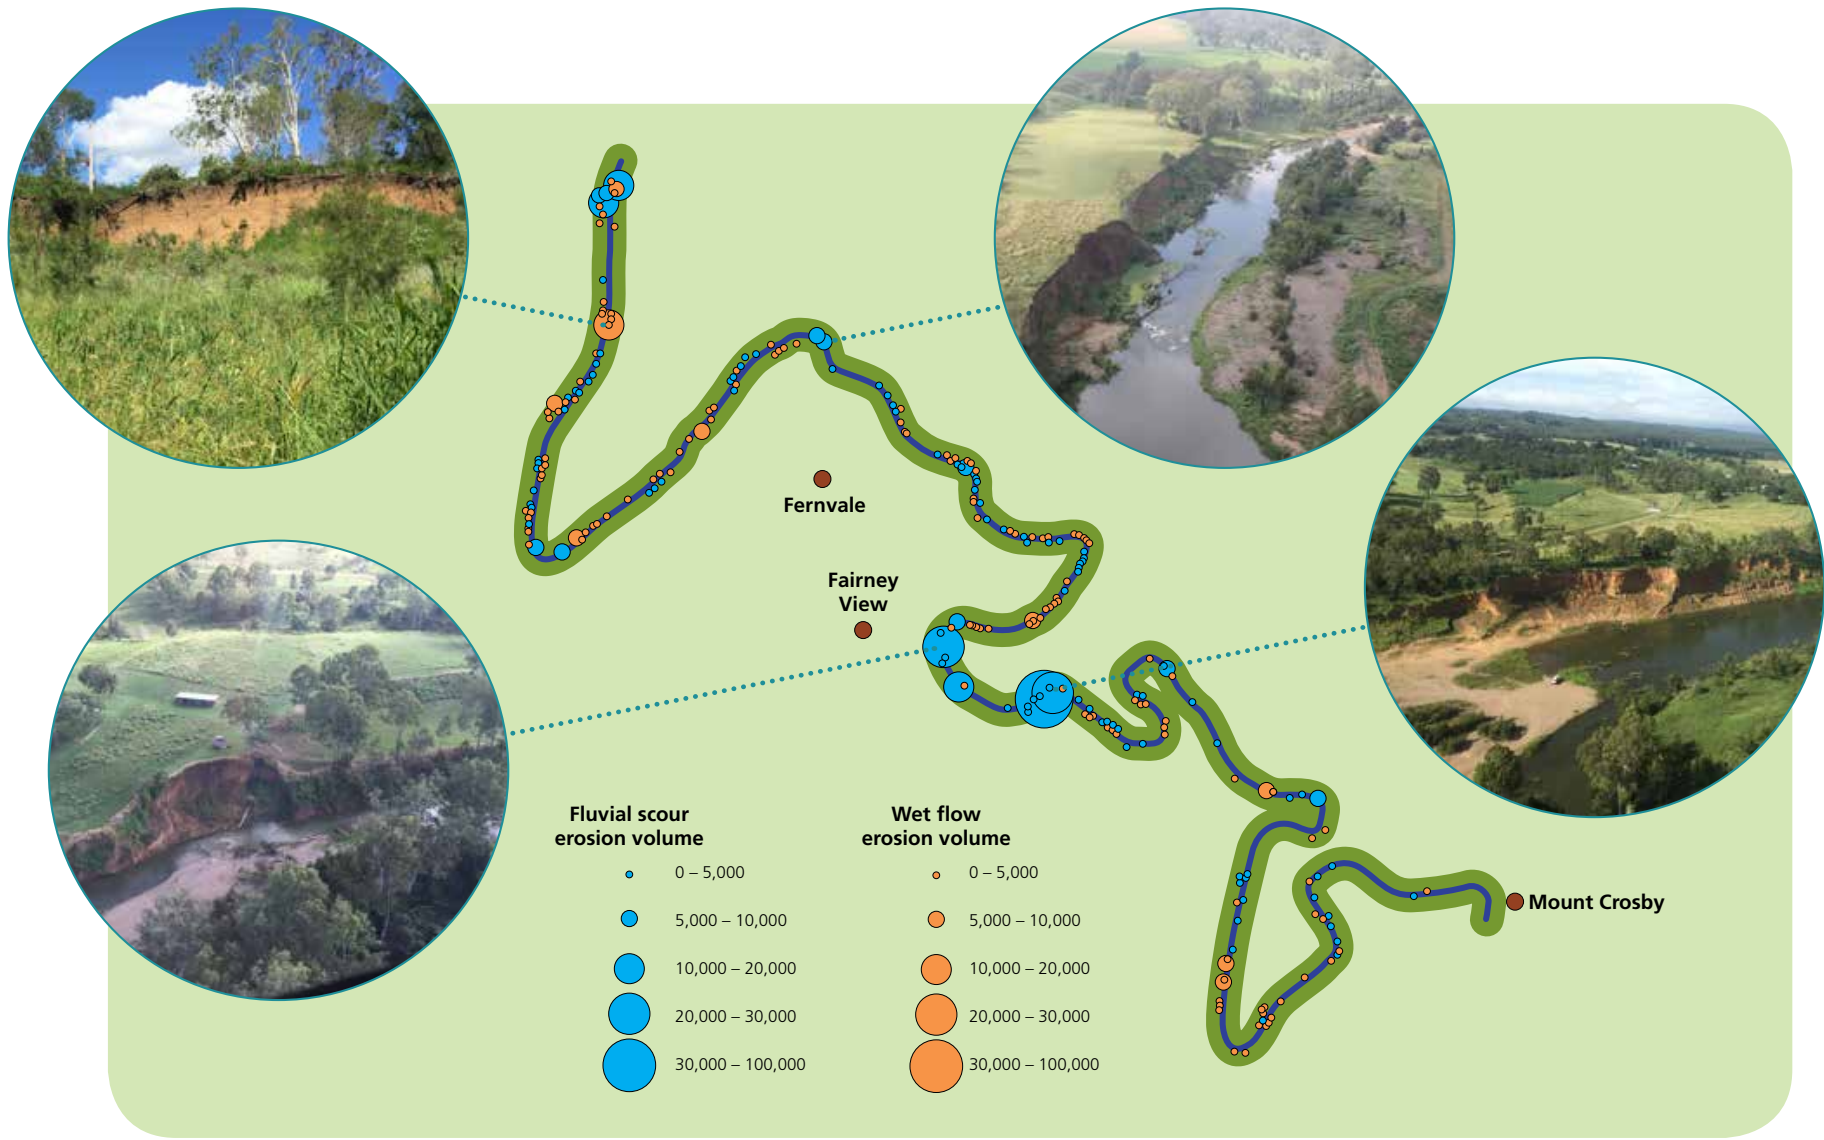 Fernvale
Fairney
View
Mount Crosby
Fluvial scour
erosion volume
0 – 5,000
5,000 – 10,000
10,000 – 20,000
20,000 – 30,000
30,000 – 100,000
Wet flow
erosion volume
0 – 5,000
5,000 – 10,000
10,000 – 20,000
20,000 – 30,000
30,000 – 100,000